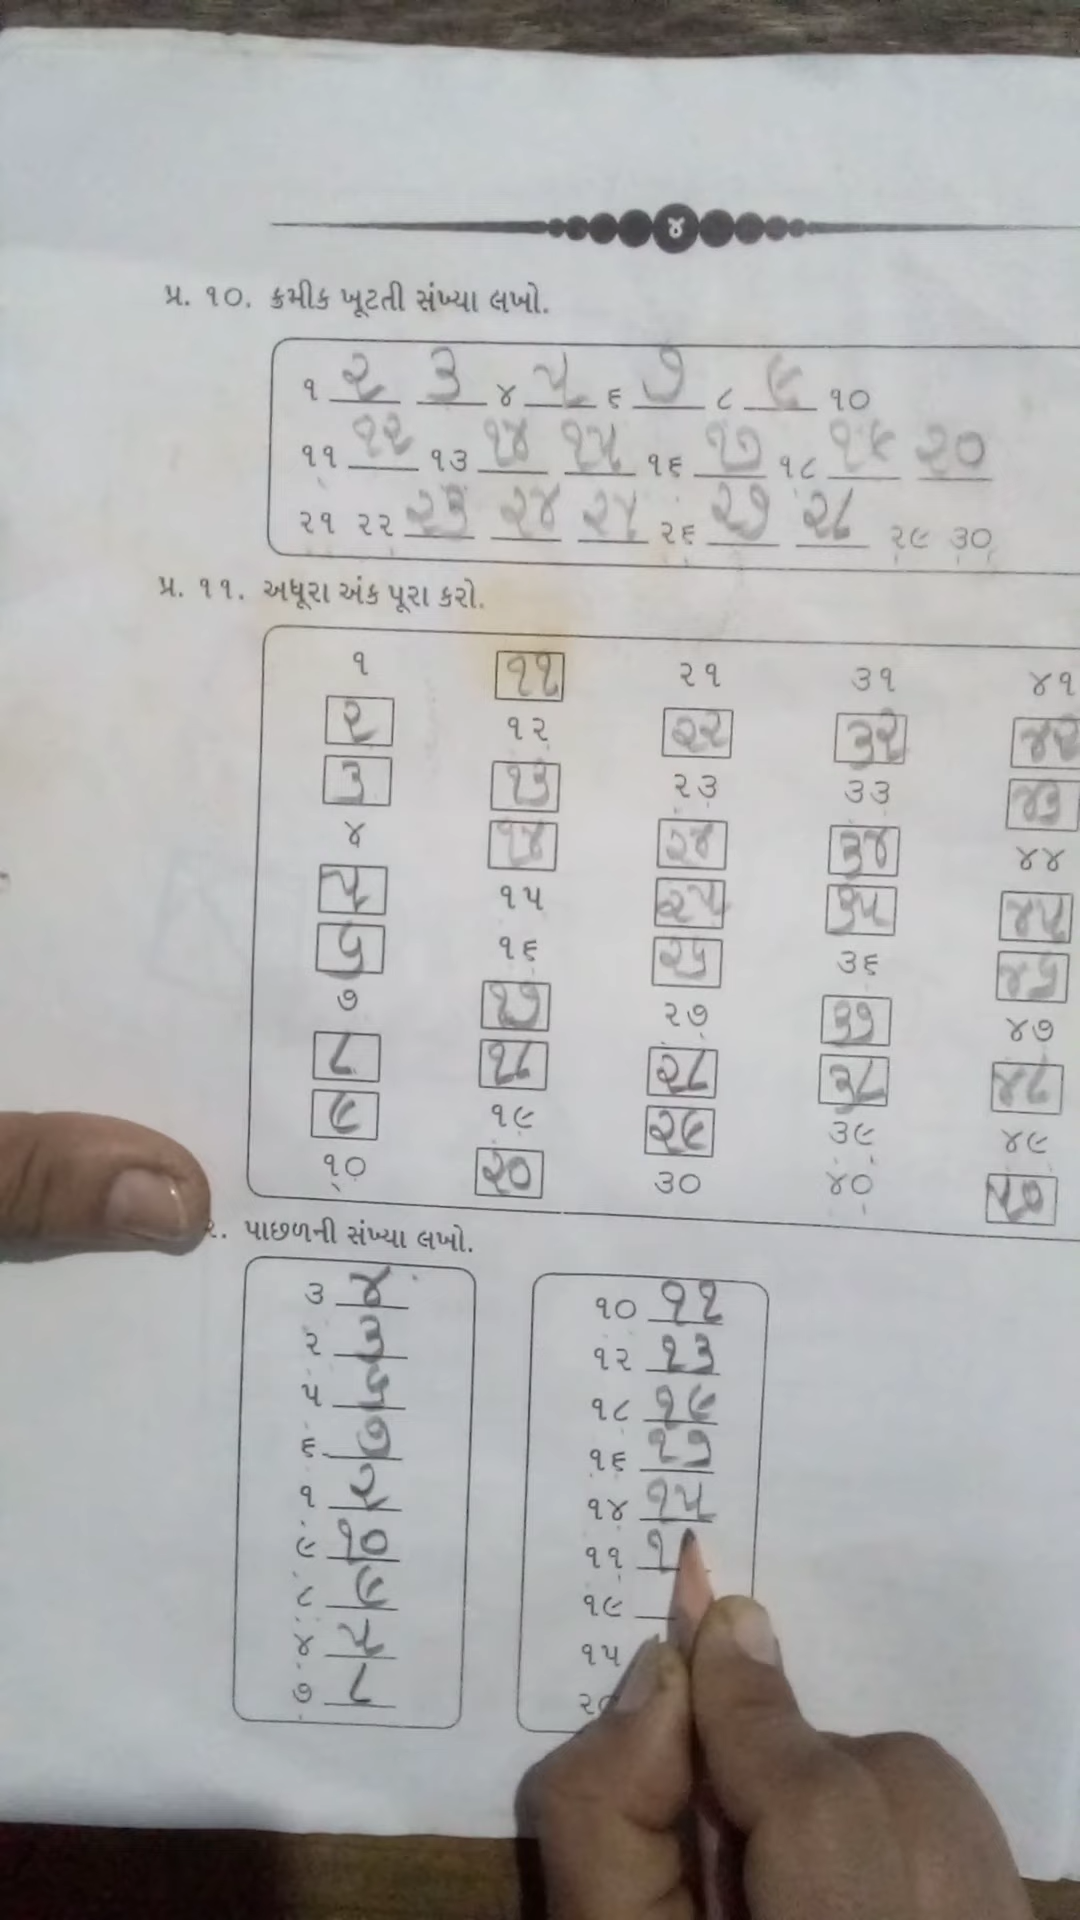 ૪
પ્ર. ૧૦. ક્રમીક ખૂટતી સંખ્યા લખો.
૧ ૨ ૩ ૪ ૫ ૬ ૭ ૮ ૯ ૧૦
૧૧ ૧૨ ૧૩ ૧૪ ૧૫ ૧૬ ૧૭ ૧૮ ૧૯ ૨૦
૨૧ ૨૨ ૨૩ ૨૪ ૨૫ ૨૬ ૨૭ ૨૮ ૨૯ ૩૦
પ્ર. ૧૧. અધૂરા અંક પૂરા કરો.
૧ ૧૧ ૨૧ ૩૧ ૪૧
૨ ૧૨ ૨૨ ૩૨ ૪૨
૩ ૧૩ ૨૩ ૩૩ ૪૩
૪ ૧૪ ૨૪ ૩૪ ૪૪
૫ ૧૫ ૨૫ ૩૫ ૪૫
૬ ૧૬ ૨૬ ૩૬ ૪૬
૭ ૧૭ ૨૭ ૩૭ ૪૭
૮ ૧૮ ૨૮ ૩૮ ૪૮
૯ ૧૯ ૨૯ ૩૯ ૪૯
૧૦ ૨૦ ૩૦ ૪૦
૨. પાછળની સંખ્યા લખો.
૩ ૪
૨ ૩
૫ ૬
૬ ૭
૧ ૨
૯ ૧૦
૮ ૯
૪ ૫
૭ ૮
૧૦ ૧૧
૧૨ ૧૩
૧૮ ૧૯
૧૬ ૧૭
૧૪ ૧૫
૧૧ ૧
૧૯
૧૫
૨૦